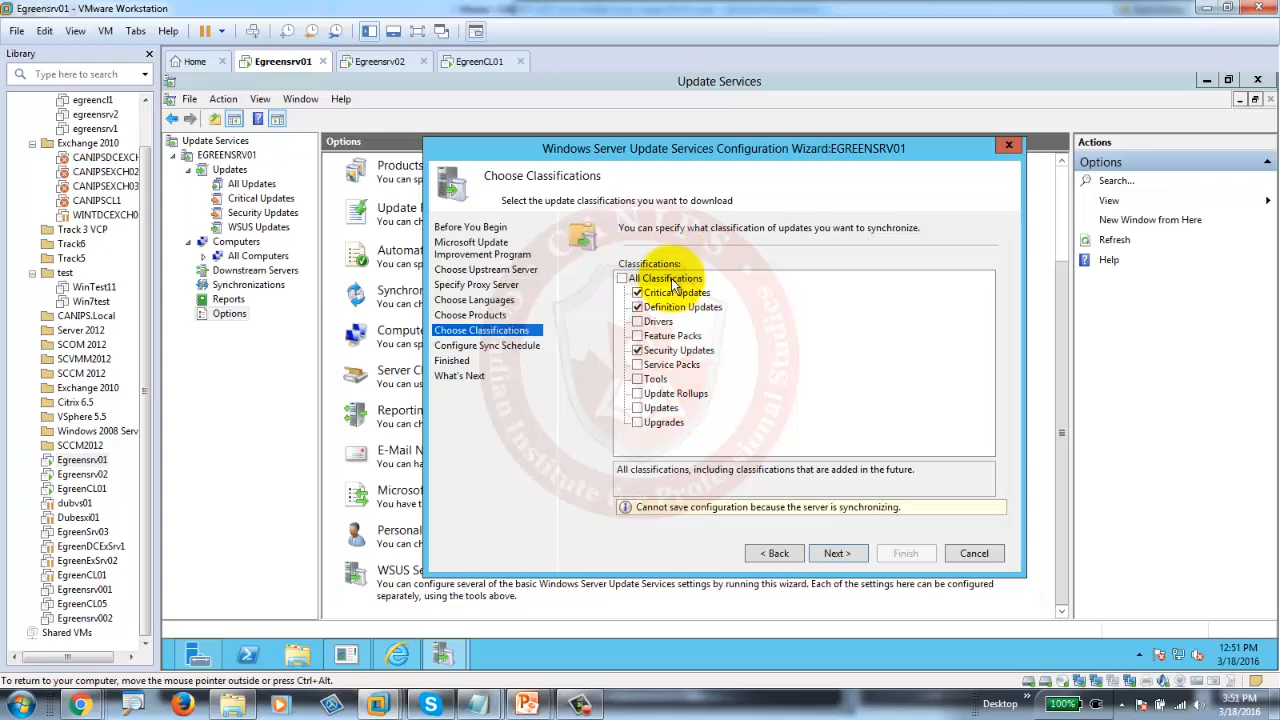 Egreensrv01 - VMware Workstation
File Edit View VM Tabs Help
Library
Type here to search
Home Egreensrv01 Egreensrv02 EgreenCL01
egreencl1
egreensrv2
egreensrv1
Exchange 2010
CANIPSDCEXCH
CANIPSEXCH02
CANIPSEXCH03
CANIPSCL1
WINTDCEXCH0
Track 3 VCP
Track6
Track5
test
WinTest11
Win7test
CANIPS.Local
Server 2012
SCOM 2012
SCVMM2012
SCCM 2012
Exchange 2010
Citrix 6.5
VSphere 5.5
Windows 2008 Serv
SCCM2012
Egreensrv01
Egreensrv02
EgreenCL01
dubvs01
Dubesxi01
EgreenSrv03
EgreenDCExSrv1
EgreenExSrv02
EgreenCL01
Egreensrv001
EgreenCL05
Egreensrv002
Shared VMs
Update Services
File Action View Window Help
Update Services
EGREENSRV01
Updates
All Updates
Critical Updates
Security Updates
WSUS Updates
Computers
All Computers
Downstream Servers
Synchronizations
Reports
Options
Options
Products
You can sp
Update
You can sp
Automat
You can sp
Synchron
You can ch
Compute
You can sp
Server Cl
You can us
Reporting
You can ch
E-Mail N
You can ha
Microsof
You have t
Personal
You can ch
WSUS Se
You can configure several of the basic Windows Server Update Services settings by running this wizard. Each of the settings here can be configured
separately, using the tools above.
Windows Server Update Services Configuration Wizard:EGREENSRV01
Choose Classifications
Select the update classifications you want to download
Before You Begin
Microsoft Update
Improvement Program
Choose Upstream Server
Specify Proxy Server
Choose Languages
Choose Products
Choose Classifications
Configure Sync Schedule
Finished
What's Next
You can specify what classification of updates you want to synchronize.
Classifications:
All Classifications
Critical Updates
Definition Updates
Drivers
Feature Packs
Security Updates
Service Packs
Tools
Update Rollups
Updates
Upgrades
All classifications, including classifications that are added in the future.
Cannot save configuration because the server is synchronizing.
< Back Next > Finish Cancel
Actions
Options
Search...
View
New Window from Here
Refresh
Help
12:51 PM
3/18/2016
To return to your computer, move the mouse pointer outside or press Ctrl+Alt.
Desktop
100%
3:51 PM
3/18/2016